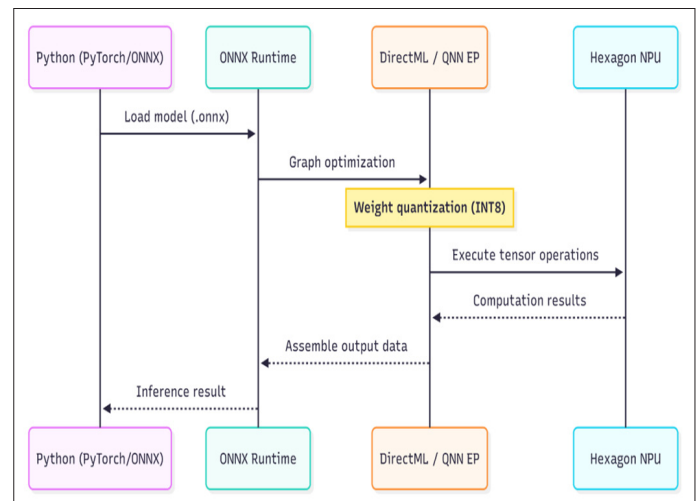 Python (PyTorch/ONNX)
ONNX Runtime
DirectML / QNN EP
Hexagon NPU
Load model (.onnx)
Graph optimization
Weight quantization (INT8)
Execute tensor operations
Computation results
Assemble output data
Inference result
Python (PyTorch/ONNX)
ONNX Runtime
DirectML / QNN EP
Hexagon NPU